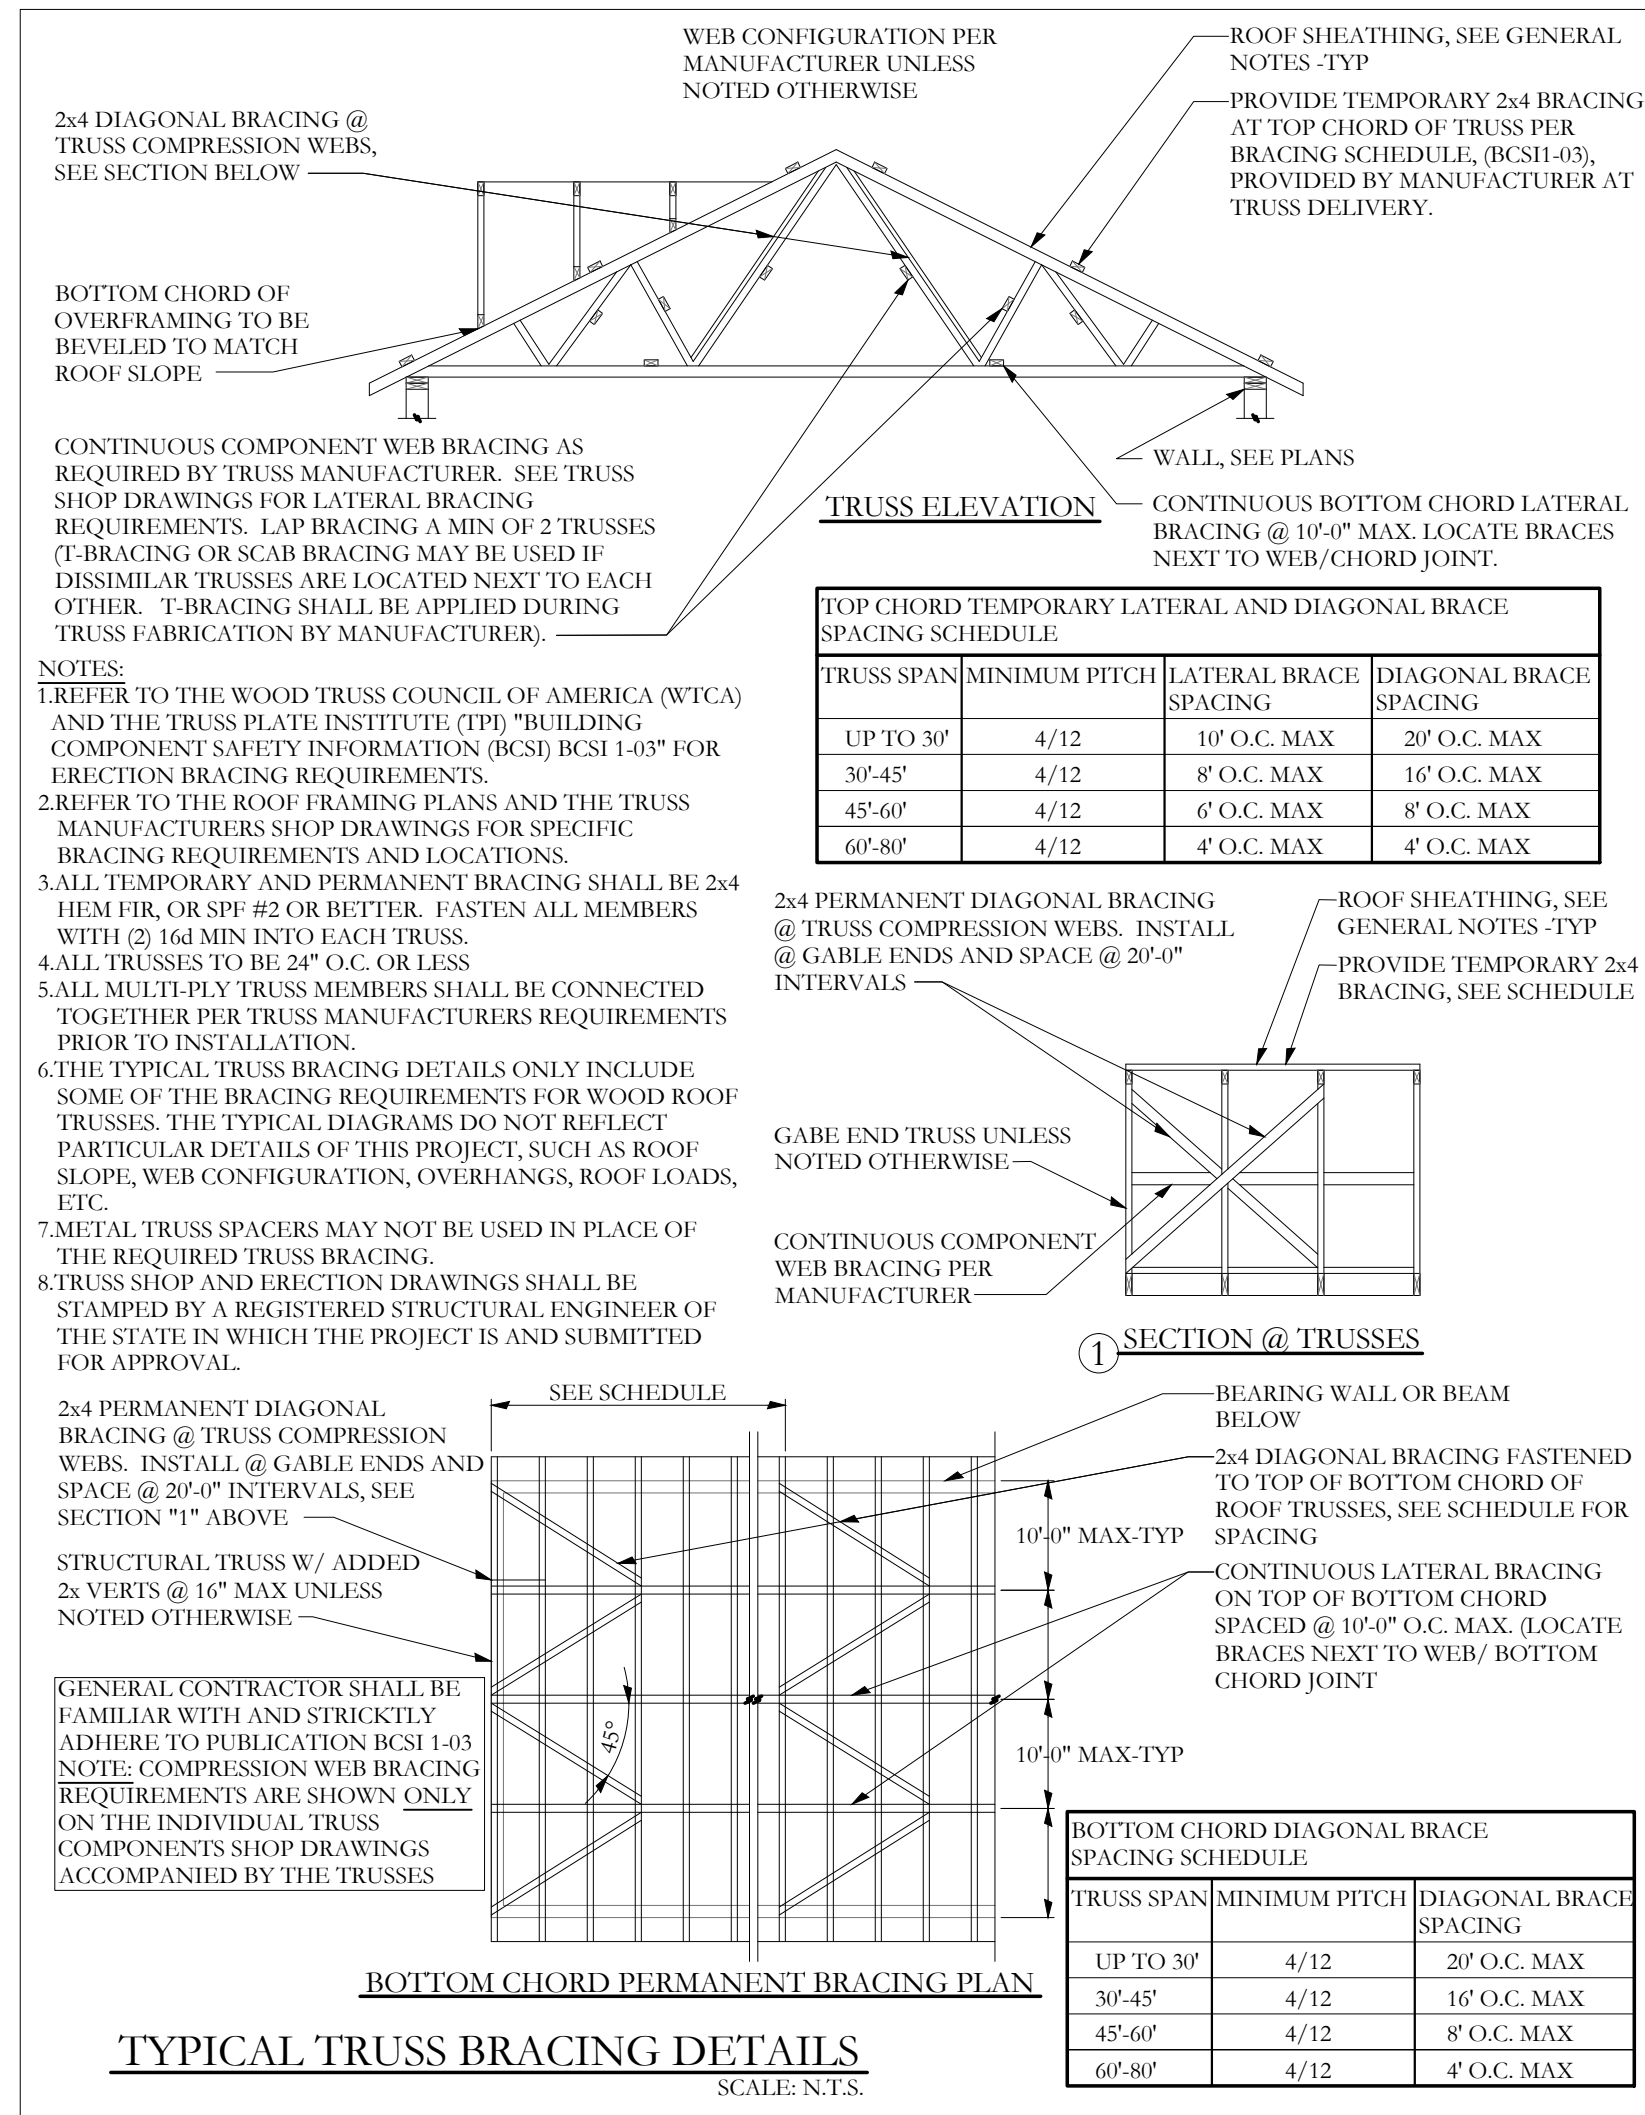 WEB CONFIGURATION PER
MANUFACTURER UNLESS
NOTED OTHERWISE
ROOF SHEATHING, SEE GENERAL
NOTES -TYP
PROVIDE TEMPORARY 2x4 BRACING
AT TOP CHORD OF TRUSS PER
BRACING SCHEDULE, (BCSI1-03),
PROVIDED BY MANUFACTURER AT
TRUSS DELIVERY.
2x4 DIAGONAL BRACING @
TRUSS COMPRESSION WEBS,
SEE SECTION BELOW
BOTTOM CHORD OF
OVERFRAMING TO BE
BEVELED TO MATCH
ROOF SLOPE
CONTINUOUS COMPONENT WEB BRACING AS
REQUIRED BY TRUSS MANUFACTURER. SEE TRUSS
SHOP DRAWINGS FOR LATERAL BRACING
REQUIREMENTS. LAP BRACING A MIN OF 2 TRUSSES
(T-BRACING OR SCAB BRACING MAY BE USED IF
DISSIMILAR TRUSSES ARE LOCATED NEXT TO EACH
OTHER. T-BRACING SHALL BE APPLIED DURING
TRUSS FABRICATION BY MANUFACTURER).
WALL, SEE PLANS
TRUSS ELEVATION
CONTINUOUS BOTTOM CHORD LATERAL
BRACING @ 10'-0" MAX. LOCATE BRACES
NEXT TO WEB/CHORD JOINT.
TOP CHORD TEMPORARY LATERAL AND DIAGONAL BRACE
SPACING SCHEDULE
TRUSS SPAN MINIMUM PITCH LATERAL BRACE SPACING DIAGONAL BRACE SPACING
UP TO 30' 4/12 10' O.C. MAX 20' O.C. MAX
30'-45' 4/12 8' O.C. MAX 16' O.C. MAX
45'-60' 4/12 6' O.C. MAX 8' O.C. MAX
60'-80' 4/12 4' O.C. MAX 4' O.C. MAX
NOTES:
1.REFER TO THE WOOD TRUSS COUNCIL OF AMERICA (WTCA)
AND THE TRUSS PLATE INSTITUTE (TPI) "BUILDING
COMPONENT SAFETY INFORMATION (BCSI) BCSI 1-03" FOR
ERECTION BRACING REQUIREMENTS.
2.REFER TO THE ROOF FRAMING PLANS AND THE TRUSS
MANUFACTURERS SHOP DRAWINGS FOR SPECIFIC
BRACING REQUIREMENTS AND LOCATIONS.
3.ALL TEMPORARY AND PERMANENT BRACING SHALL BE 2x4
HEM FIR, OR SPF #2 OR BETTER. FASTEN ALL MEMBERS
WITH (2) 16d MIN INTO EACH TRUSS.
4.ALL TRUSSES TO BE 24" O.C. OR LESS
5.ALL MULTI-PLY TRUSS MEMBERS SHALL BE CONNECTED
TOGETHER PER TRUSS MANUFACTURERS REQUIREMENTS
PRIOR TO INSTALLATION.
6.THE TYPICAL TRUSS BRACING DETAILS ONLY INCLUDE
SOME OF THE BRACING REQUIREMENTS FOR WOOD ROOF
TRUSSES. THE TYPICAL DIAGRAMS DO NOT REFLECT
PARTICULAR DETAILS OF THIS PROJECT, SUCH AS ROOF
SLOPE, WEB CONFIGURATION, OVERHANGS, ROOF LOADS,
ETC.
7.METAL TRUSS SPACERS MAY NOT BE USED IN PLACE OF
THE REQUIRED TRUSS BRACING.
8.TRUSS SHOP AND ERECTION DRAWINGS SHALL BE
STAMPED BY A REGISTERED STRUCTURAL ENGINEER OF
THE STATE IN WHICH THE PROJECT IS AND SUBMITTED
FOR APPROVAL.
2x4 PERMANENT DIAGONAL BRACING
@ TRUSS COMPRESSION WEBS. INSTALL
@ GABLE ENDS AND SPACE @ 20'-0"
INTERVALS
ROOF SHEATHING, SEE
GENERAL NOTES -TYP
PROVIDE TEMPORARY 2x4
BRACING, SEE SCHEDULE
GABE END TRUSS UNLESS
NOTED OTHERWISE
CONTINUOUS COMPONENT
WEB BRACING PER
MANUFACTURER
1 SECTION @ TRUSSES
SEE SCHEDULE
2x4 PERMANENT DIAGONAL
BRACING @ TRUSS COMPRESSION
WEBS. INSTALL @ GABLE ENDS AND
SPACE @ 20'-0" INTERVALS, SEE
SECTION "1" ABOVE
STRUCTURAL TRUSS W/ ADDED
2x VERTS @ 16" MAX UNLESS
NOTED OTHERWISE
GENERAL CONTRACTOR SHALL BE
FAMILIAR WITH AND STRICKTLY
ADHERE TO PUBLICATION BCSI 1-03
NOTE: COMPRESSION WEB BRACING
REQUIREMENTS ARE SHOWN ONLY
ON THE INDIVIDUAL TRUSS
COMPONENTS SHOP DRAWINGS
ACCOMPANIED BY THE TRUSSES
45°
10'-0" MAX-TYP
10'-0" MAX-TYP
BEARING WALL OR BEAM
BELOW
2x4 DIAGONAL BRACING FASTENED
TO TOP OF BOTTOM CHORD OF
ROOF TRUSSES, SEE SCHEDULE FOR
SPACING
CONTINUOUS LATERAL BRACING
ON TOP OF BOTTOM CHORD
SPACED @ 10'-0" O.C. MAX. (LOCATE
BRACES NEXT TO WEB/ BOTTOM
CHORD JOINT
BOTTOM CHORD PERMANENT BRACING PLAN
BOTTOM CHORD DIAGONAL BRACE
SPACING SCHEDULE
TRUSS SPAN MINIMUM PITCH DIAGONAL BRACE SPACING
UP TO 30' 4/12 20' O.C. MAX
30'-45' 4/12 16' O.C. MAX
45'-60' 4/12 8' O.C. MAX
60'-80' 4/12 4' O.C. MAX
TYPICAL TRUSS BRACING DETAILS
SCALE: N.T.S.